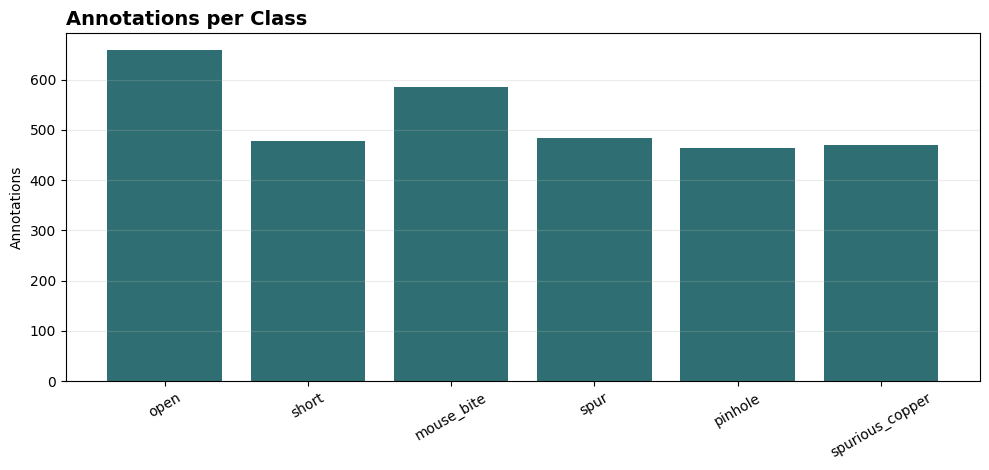 Annotations per Class
Annotations
600
500
400
300
200
100
0
open
short
mouse_bite
spur
pinhole
spurious_copper